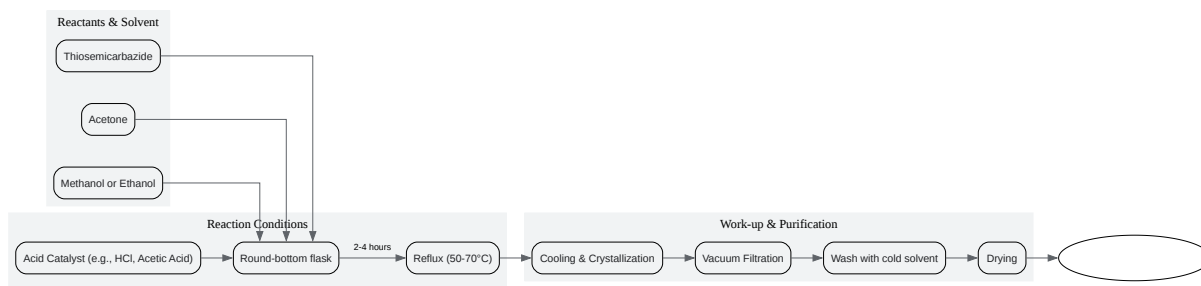 Reactants & Solvent
Thiosemicarbazide
Acetone
Methanol or Ethanol
Reaction Conditions
Acid Catalyst (e.g., HCl, Acetic Acid)
Round-bottom flask
2-4 hours
Reflux (50-70°C)
Work-up & Purification
Cooling & Crystallization
Vacuum Filtration
Wash with cold solvent
Drying